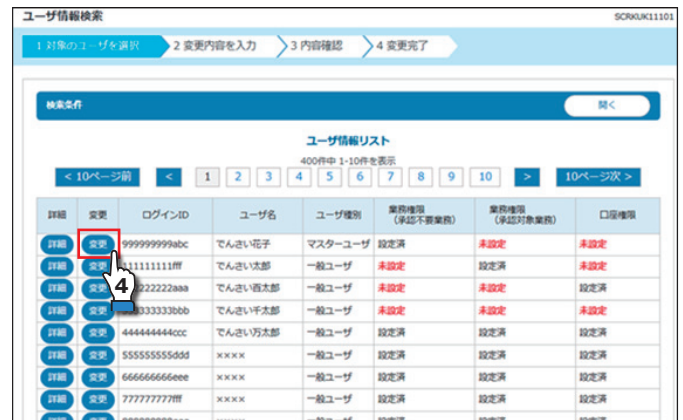 ユーザ情報検索 SCRKUK11101
1 対象のユーザを選択 2 変更内容を入力 3 内容確認 4 変更完了
検索条件 開く
ユーザ情報リスト
400件中 1-10件を表示
< 10ページ前 < 1 2 3 4 5 6 7 8 9 10 > 10ページ次 >
詳細 変更 ログインID ユーザ名 ユーザ種別 業務権限（承認不要業務） 業務権限（承認対象業務） 口座権限
詳細 変更 999999999abc でんさい花子 マスターユーザ 設定済 未設定 未設定
詳細 変更 111111111fff でんさい太郎 一般ユーザ 未設定 設定済 未設定
詳細 変更 222222aaa でんさい百太郎 一般ユーザ 未設定 未設定 設定済
4
詳細 変更 33333333bbb でんさい千太郎 一般ユーザ 未設定 未設定 未設定
詳細 変更 444444444ccc でんさい万太郎 一般ユーザ 設定済 設定済 設定済
詳細 変更 555555555ddd ×××× 一般ユーザ 設定済 設定済 設定済
詳細 変更 666666666eee ×××× 一般ユーザ 設定済 設定済 設定済
詳細 変更 777777777fff ×××× 一般ユーザ 設定済 設定済 設定済